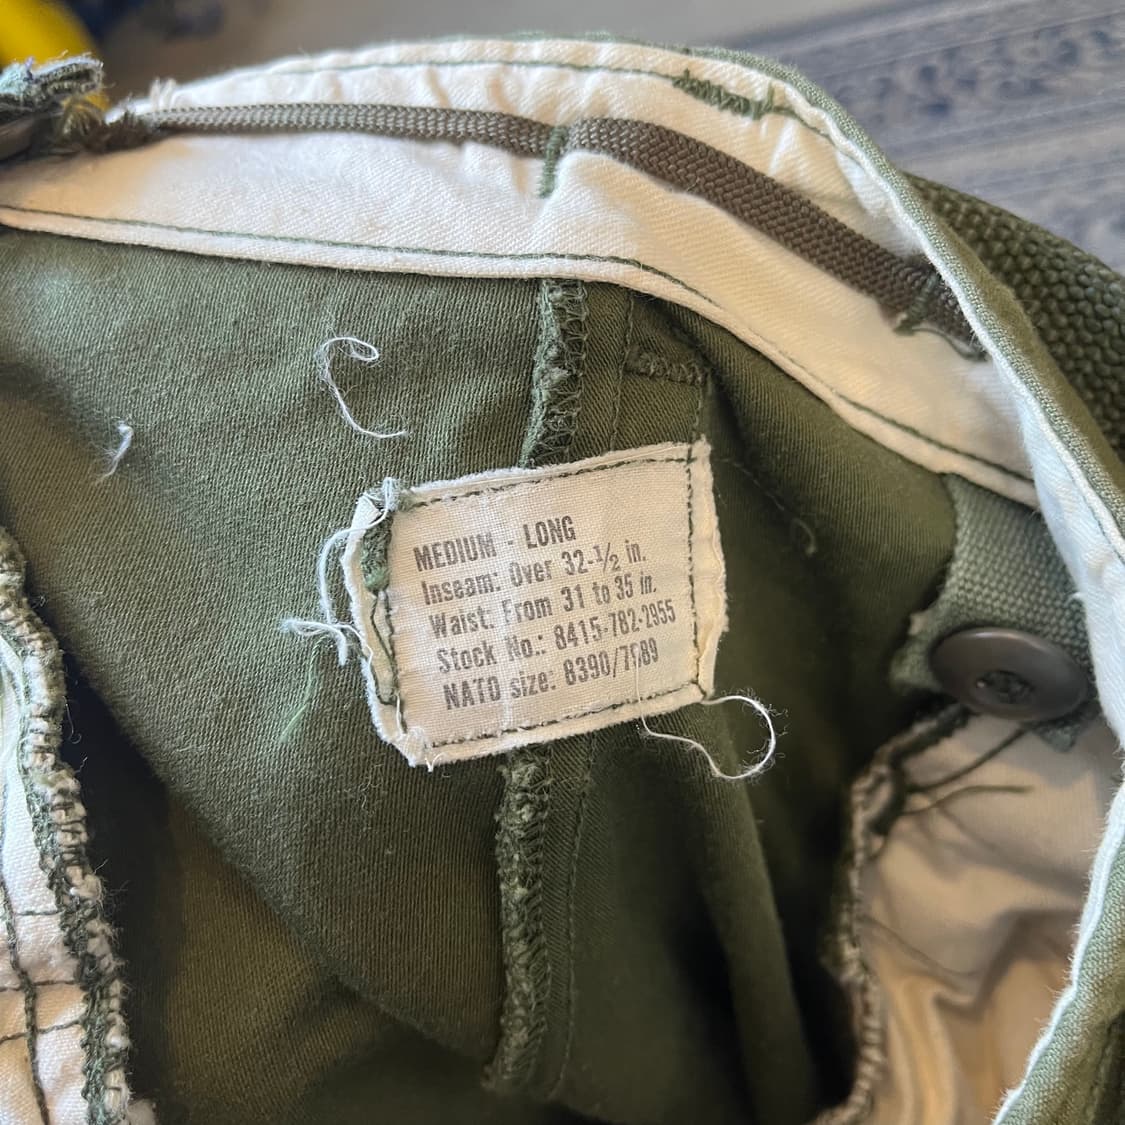 MEDIUM - LONG
Inseam: Over 32-1/2 in.
Waist. From 31 to 35 in.
Stock No.: 8415-782-2955
NATO size: 8390/7989